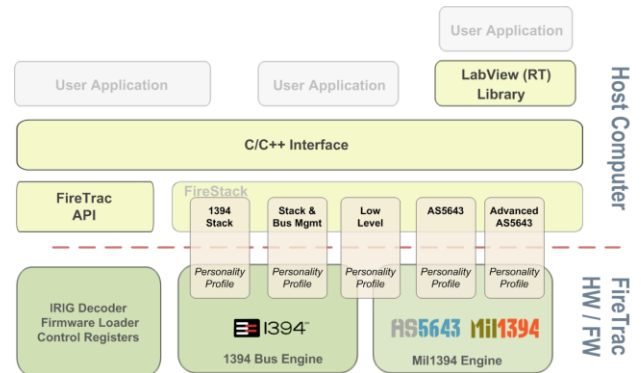 User Application
User Application
User Application
LabView (RT)
Library
Host Computer
C/C++ Interface
FireTrac
API
FireStack
1394
Stack
Stack &
Bus Mgmt
Low
Level
AS5643
Advanced
AS5643
Personality
Profile
Personality
Profile
Personality
Profile
Personality
Profile
Personality
Profile
IRIG Decoder
Firmware Loader
Control Registers
1394™
1394 Bus Engine
AS5643 Mil1394
Mil1394 Engine
FireTrac
HW / FW